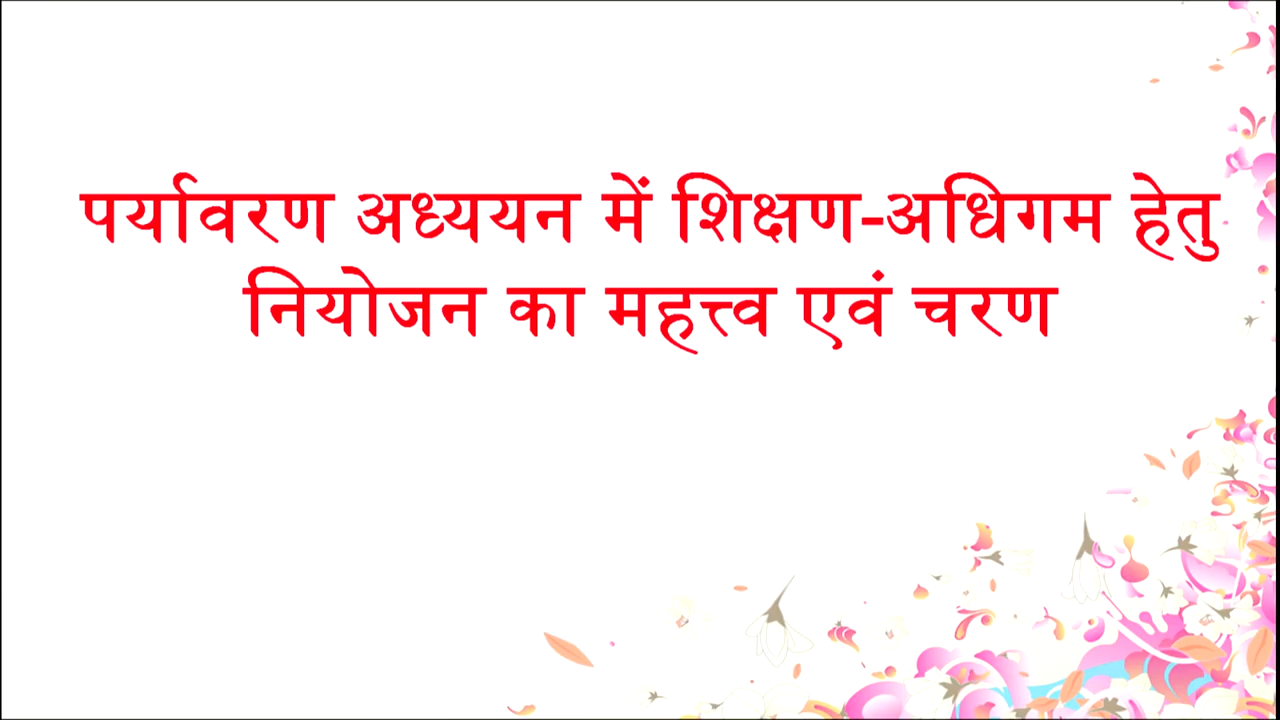 पर्यावरण अध्ययन में शिक्षण-अधिगम हेतु
नियोजन का महत्त्व एवं चरण